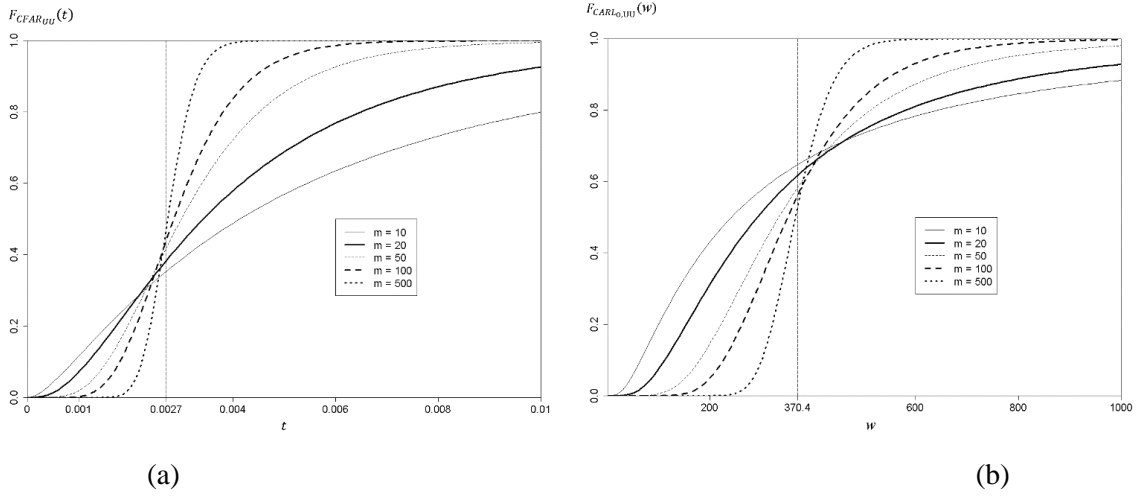 F_{CFAR_{UU}}(t)
1.0
0.8
0.6
0.4
0.2
0.0
m = 10
m = 20
m = 50
m = 100
m = 500
0
0.001
0.0027
0.004
0.006
0.008
0.01
t
(a)
F_{CARL_{0,UU}}(w)
1.0
0.8
0.6
0.4
0.2
0.0
m = 10
m = 20
m = 50
m = 100
m = 500
200
370.4
600
800
1000
w
(b)